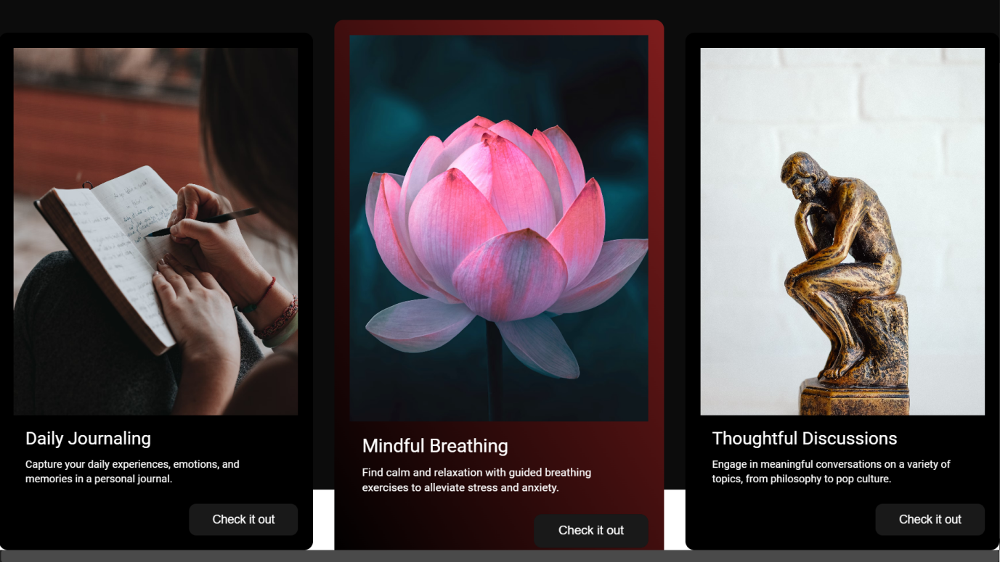 Daily Journaling
Capture your daily experiences, emotions, and
memories in a personal journal.
Check it out
Mindful Breathing
Find calm and relaxation with guided breathing
exercises to alleviate stress and anxiety.
Check it out
Thoughtful Discussions
Engage in meaningful conversations on a variety of
topics, from philosophy to pop culture.
Check it out